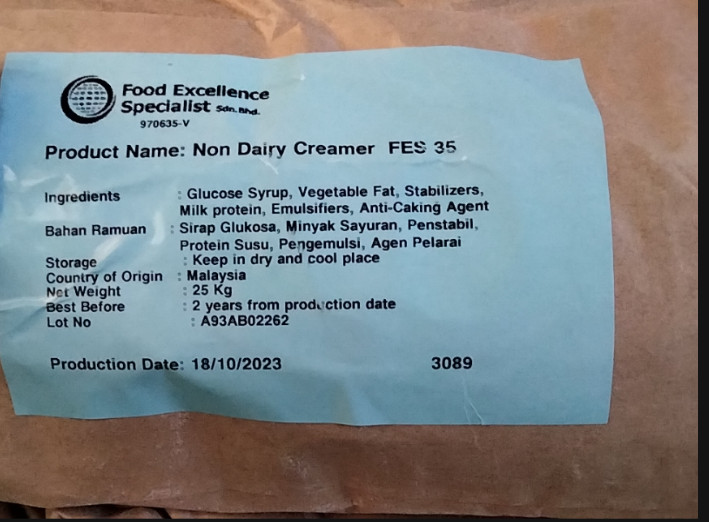 Food Excellence
Specialist Sdn. Bhd.
970635-V
Product Name: Non Dairy Creamer FES 35
Ingredients : Glucose Syrup, Vegetable Fat, Stabilizers,
Milk protein, Emulsifiers, Anti-Caking Agent
Bahan Ramuan : Sirap Glukosa, Minyak Sayuran, Penstabil,
Protein Susu, Pengemulsi, Agen Pelarai
Storage : Keep in dry and cool place
Country of Origin : Malaysia
Net Weight : 25 Kg
Best Before : 2 years from production date
Lot No : A93AB02262
Production Date: 18/10/2023 3089